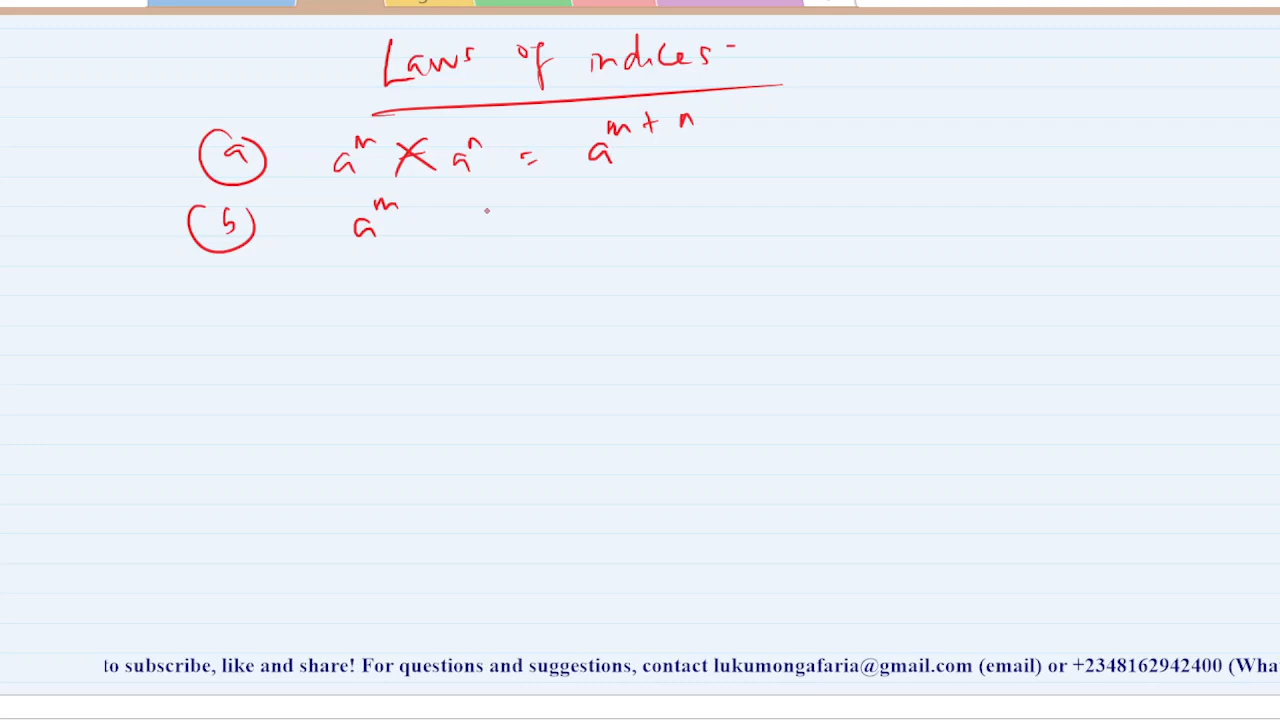 Laws of indices -
(a) a^m × a^n = a^{m + n}
(b) a^m
to subscribe, like and share! For questions and suggestions, contact lukumongafaria@gmail.com (email) or +2348162942400 (Wha